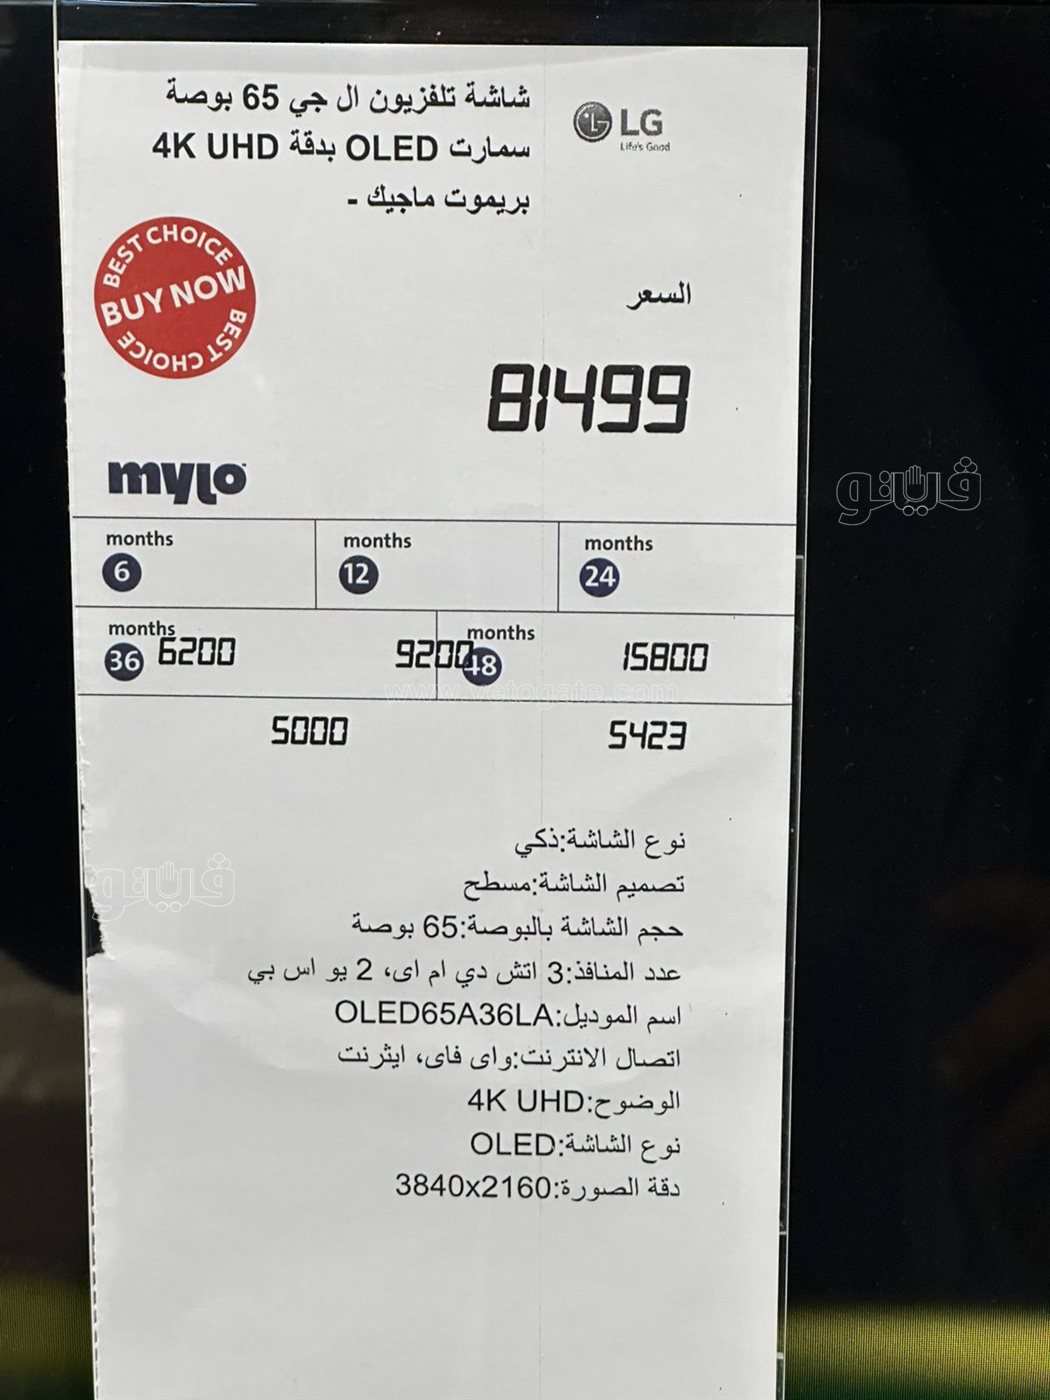 شاشة تلفزيون ال جي 65 بوصة
سمارت OLED بدقة 4K UHD
بريموت ماجيك -
LG
Life's Good
BEST CHOICE
BUY NOW
BEST CHOICE
السعر
81499
mylo
months
6
months
12
months
24
months
36
months
48
6200
9200
15800
5000
5423
نوع الشاشة:ذكي
تصميم الشاشة:مسطح
حجم الشاشة بالبوصة:65 بوصة
عدد المنافذ:3 اتش دي ام اى، 2 يو اس بي
اسم الموديل:OLED65A36LA
اتصال الانترنت:واى فاى، ايثرنت
الوضوح:4K UHD
نوع الشاشة:OLED
دقة الصورة:3840x2160
فيتو
فيتو
www.vetogate.com